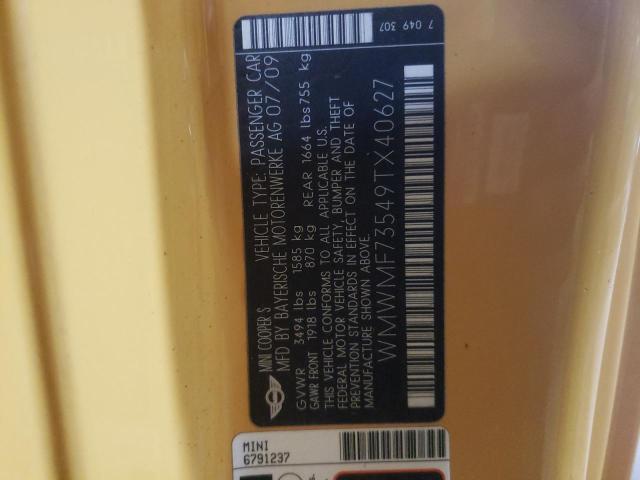 7 049 307
MINI COOPER S VEHICLE TYPE: PASSENGER CAR
MFD BY BAYERISCHE MOTORENWERKE AG 07/09
GVWR 3494 lbs 1585 kg
GAWR FRONT 1918 lbs 870 kg REAR 1664 lbs755 kg
THIS VEHICLE CONFORMS TO ALL APPLICABLE U.S.
FEDERAL MOTOR VEHICLE SAFETY, BUMPER AND THEFT
PREVENTION STANDARDS IN EFFECT ON THE DATE OF
MANUFACTURE SHOWN ABOVE.
WMWMF73549TX40627
MINI
6791237